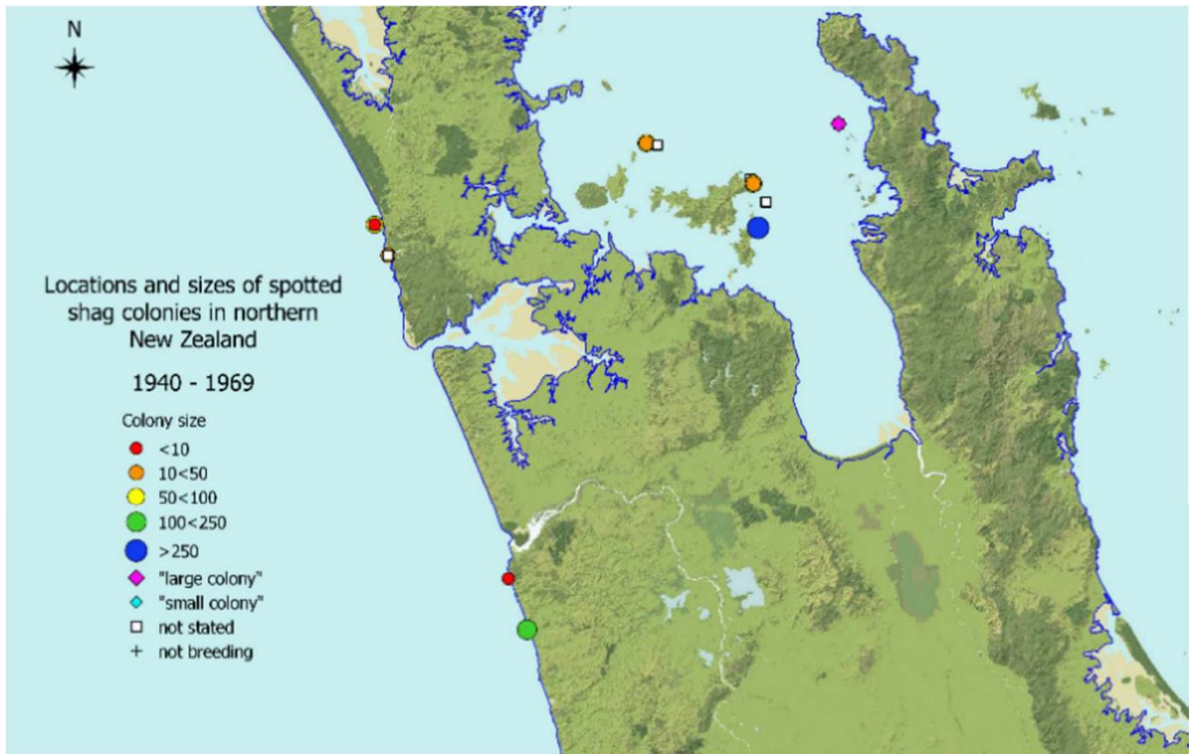 N
Locations and sizes of spotted
shag colonies in northern
New Zealand
1940 - 1969
Colony size
<10
10<50
50<100
100<250
>250
"large colony"
"small colony"
not stated
not breeding